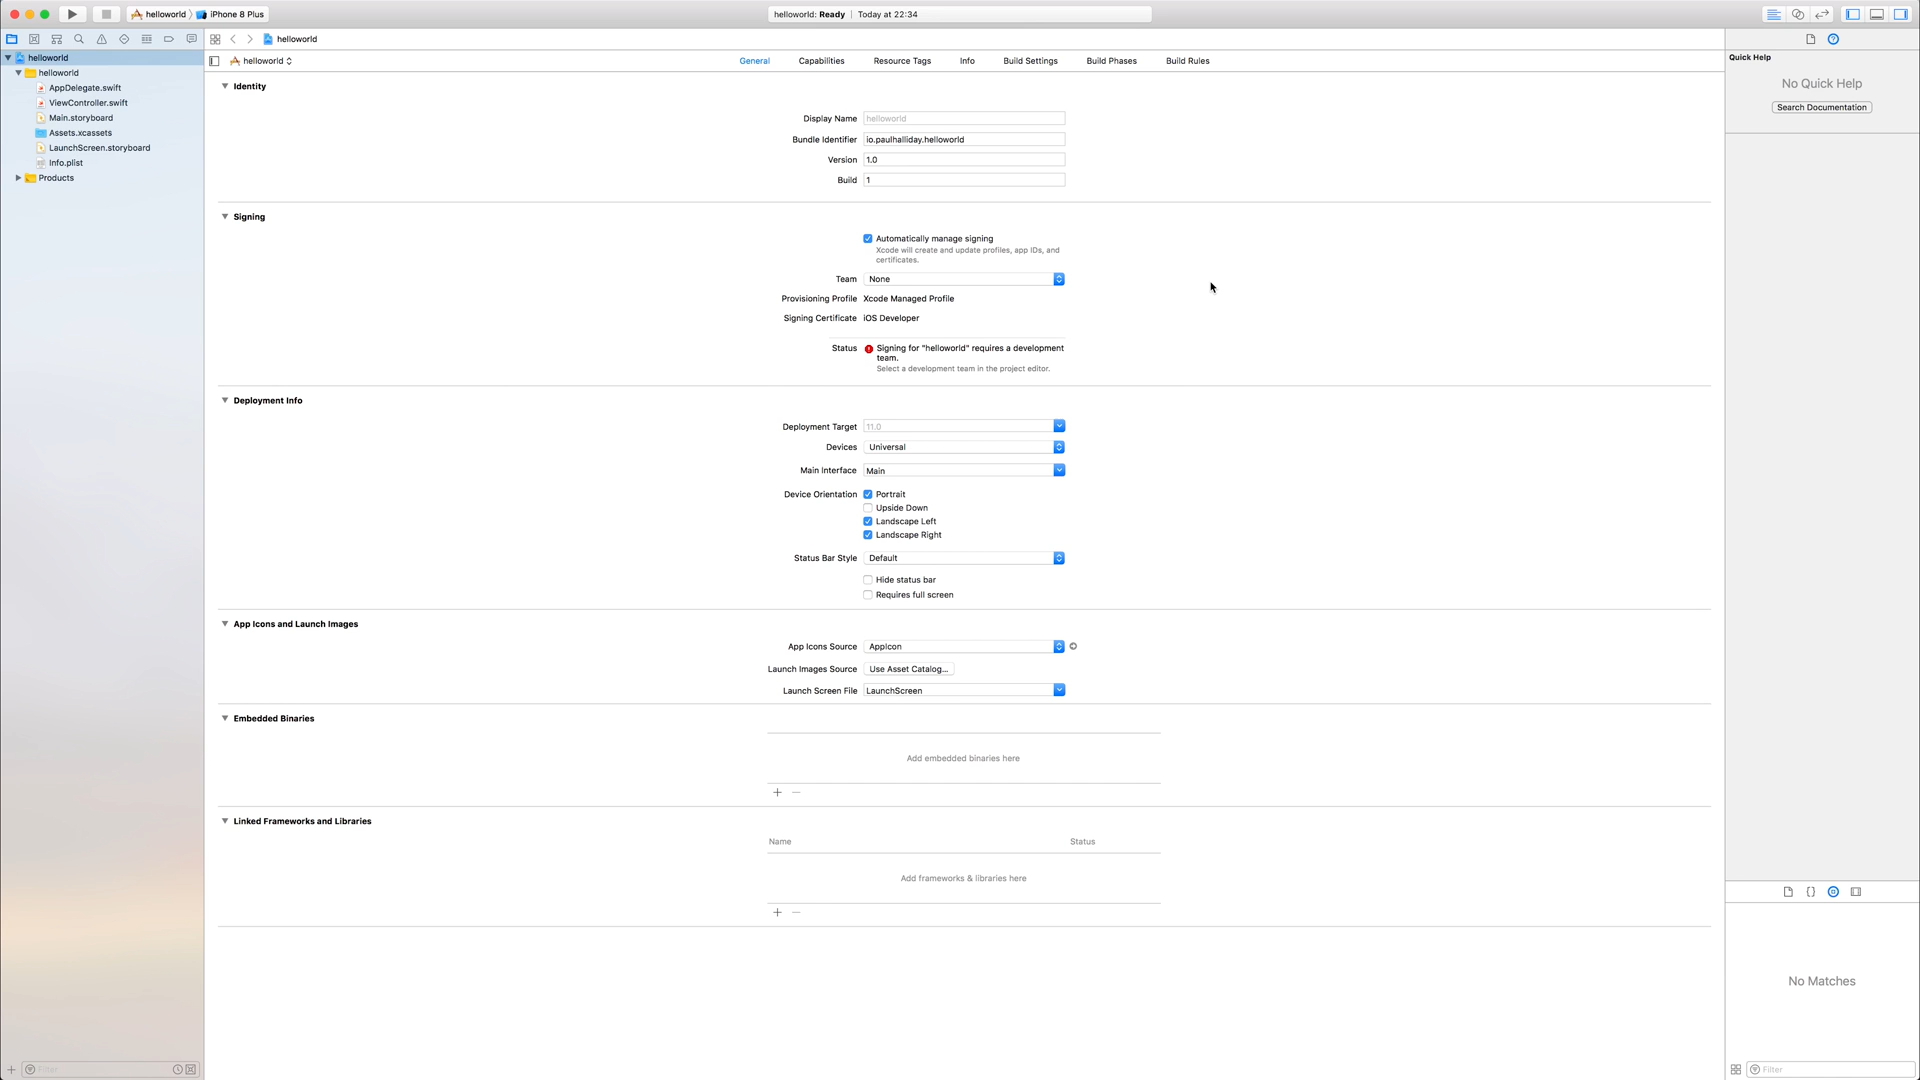 helloworld
iPhone 8 Plus
helloworld: Ready
Today at 22:34
helloworld
helloworld
AppDelegate.swift
ViewController.swift
Main.storyboard
Assets.xcassets
LaunchScreen.storyboard
Info.plist
Products
Filter
helloworld
helloworld
General
Capabilities
Resource Tags
Info
Build Settings
Build Phases
Build Rules
Identity
Display Name
helloworld
Bundle Identifier
io.paulhalliday.helloworld
Version
1.0
Build
1
Signing
Automatically manage signing
Xcode will create and update profiles, app IDs, and
certificates.
Team
None
Provisioning Profile
Xcode Managed Profile
Signing Certificate
iOS Developer
Status
Signing for "helloworld" requires a development
team.
Select a development team in the project editor.
Deployment Info
Deployment Target
11.0
Devices
Universal
Main Interface
Main
Device Orientation
Portrait
Upside Down
Landscape Left
Landscape Right
Status Bar Style
Default
Hide status bar
Requires full screen
App Icons and Launch Images
App Icons Source
AppIcon
Launch Images Source
Use Asset Catalog...
Launch Screen File
LaunchScreen
Embedded Binaries
Add embedded binaries here
Linked Frameworks and Libraries
Name
Status
Add frameworks & libraries here
Quick Help
No Quick Help
Search Documentation
No Matches
Filter